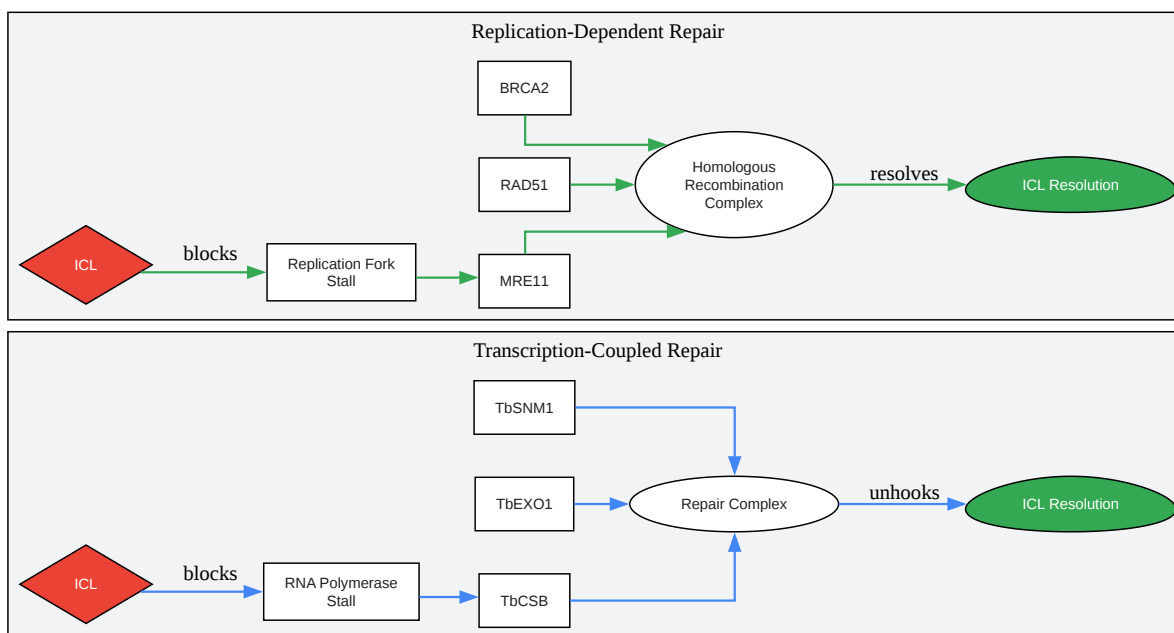 Replication-Dependent Repair
BRCA2
RAD51
Homologous
Recombination
Complex
resolves
ICL Resolution
ICL
blocks
Replication Fork
Stall
MRE11
Transcription-Coupled Repair
TbSNM1
TbEXO1
Repair Complex
unhooks
ICL Resolution
ICL
blocks
RNA Polymerase
Stall
TbCSB